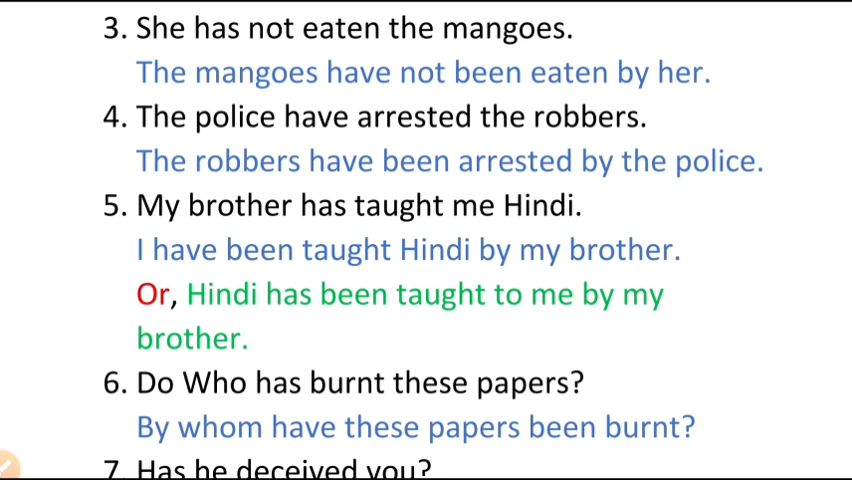 3. She has not eaten the mangoes.
The mangoes have not been eaten by her.
4. The police have arrested the robbers.
The robbers have been arrested by the police.
5. My brother has taught me Hindi.
I have been taught Hindi by my brother.
Or, Hindi has been taught to me by my
brother.
6. Do Who has burnt these papers?
By whom have these papers been burnt?
7. Has he deceived you?